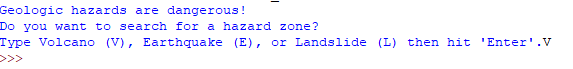 Geologic hazards are dangerous!
Do you want to search for a hazard zone?
Type Volcano (V), Earthquake (E), or Landslide (L) then hit 'Enter'.V
>>>